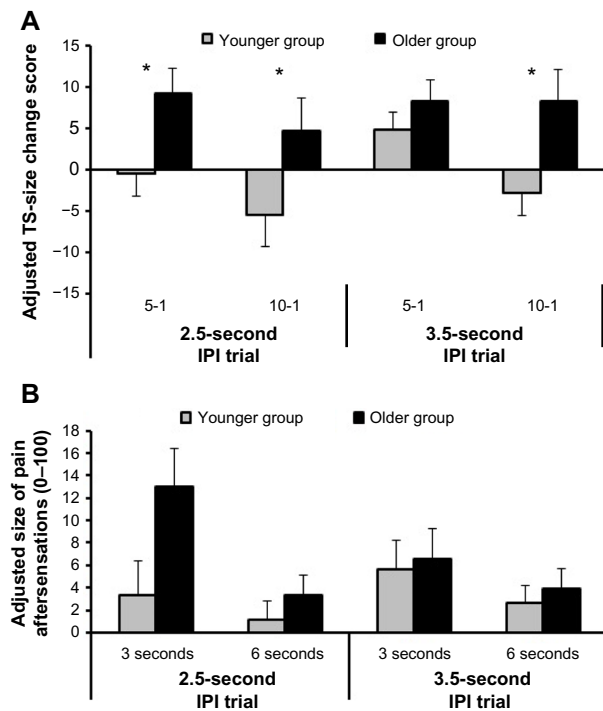 A
Younger group
Older group
Adjusted TS-size change score
15
10
5
0
−5
−10
−15
*
*
*
5-1
10-1
5-1
10-1
2.5-second
IPI trial
3.5-second
IPI trial
B
Younger group
Older group
Adjusted size of pain
aftersensations (0–100)
18
16
14
12
10
8
6
4
2
0
3 seconds
6 seconds
3 seconds
6 seconds
2.5-second
IPI trial
3.5-second
IPI trial